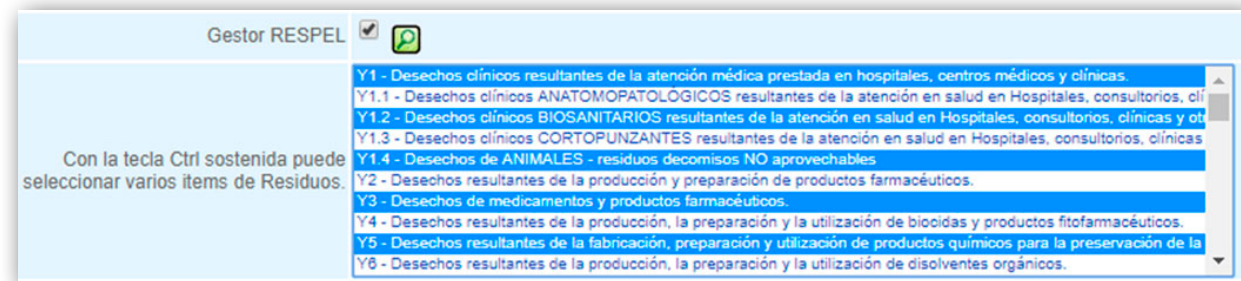 Gestor RESPEL
Con la tecla Ctrl sostenida puede
seleccionar varios items de Residuos.
Y1 - Desechos clínicos resultantes de la atención médica prestada en hospitales, centros médicos y clínicas.
Y1.1 - Desechos clínicos ANATOMOPATOLÓGICOS resultantes de la atención en salud en Hospitales, consultorios, clí
Y1.2 - Desechos clínicos BIOSANITARIOS resultantes de la atención en salud en Hospitales, consultorios, clínicas y otr
Y1.3 - Desechos clínicos CORTOPUNZANTES resultantes de la atención en salud en Hospitales, consultorios, clínicas
Y1.4 - Desechos de ANIMALES - residuos decomisos NO aprovechables
Y2 - Desechos resultantes de la producción y preparación de productos farmacéuticos.
Y3 - Desechos de medicamentos y productos farmacéuticos.
Y4 - Desechos resultantes de la producción, la preparación y la utilización de biocidas y productos fitofarmacéuticos.
Y5 - Desechos resultantes de la fabricación, preparación y utilización de productos químicos para la preservación de la
Y6 - Desechos resultantes de la producción, la preparación y la utilización de disolventes orgánicos.